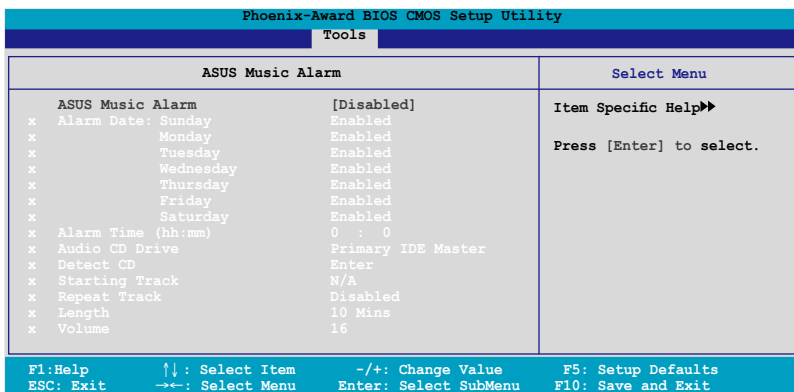 Phoenix-Award BIOS CMOS Setup Utility
Tools
ASUS Music Alarm
Select Menu
ASUS Music Alarm [Disabled]
x Alarm Date: Sunday Enabled
x Monday Enabled
x Tuesday Enabled
x Wednesday Enabled
x Thursday Enabled
x Friday Enabled
x Saturday Enabled
x Alarm Time (hh:mm) 0 : 0
x Audio CD Drive Primary IDE Master
x Detect CD Enter
x Starting Track N/A
x Repeat Track Disabled
x Length 10 Mins
x Volume 16
Item Specific Help▶▶
Press [Enter] to select.
F1:Help ↑↓ : Select Item -/+: Change Value F5: Setup Defaults
ESC: Exit →←: Select Menu Enter: Select SubMenu F10: Save and Exit